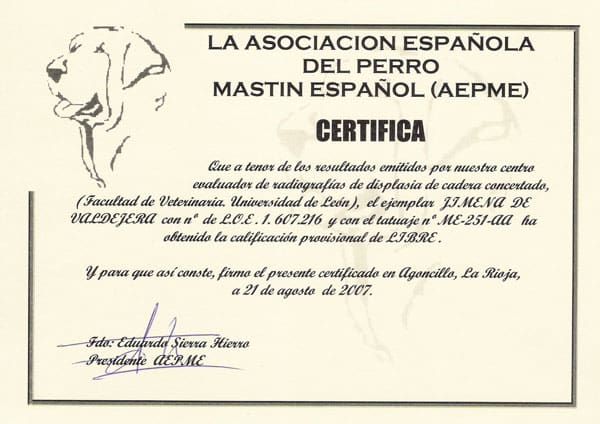 LA ASOCIACION ESPAÑOLA
DEL PERRO
MASTIN ESPAÑOL (AEPME)
CERTIFICA
Que a tenor de los resultados emitidos por nuestro centro
evaluador de radiografías de displasia de cadera concertado,
(Facultad de Veterinaria. Universidad de León), el ejemplar JIMENA DE
VALDEJERA con nº de L.O.E. 1.607.216 y con el tatuaje nº ME-251-AA ha
obtenido la calificación provisional de LIBRE.
Y para que así conste, firmo el presente certificado en Agoncillo, La Rioja,
a 21 de agosto de 2007.
Fdo: Eduardo Sierra Hierro
Presidente AEPME